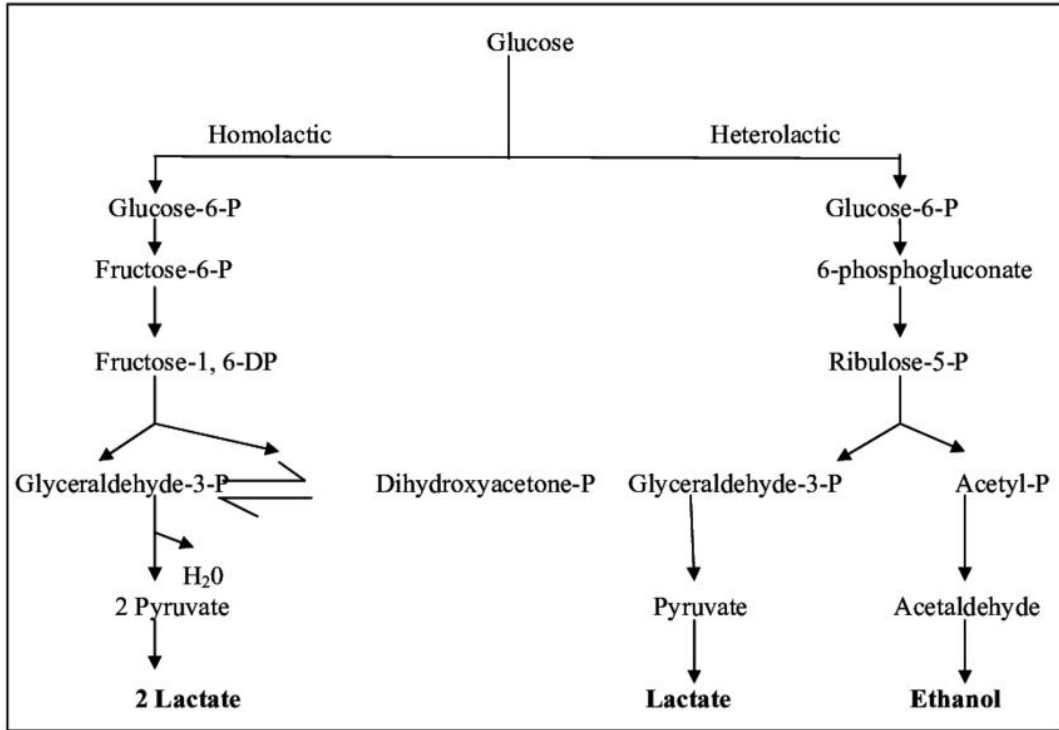 Glucose
Homolactic Heterolactic
Glucose-6-P Glucose-6-P
Fructose-6-P 6-phosphogluconate
Fructose-1, 6-DP Ribulose-5-P
Glyceraldehyde-3-P Dihydroxyacetone-P Glyceraldehyde-3-P Acetyl-P
H₂0
2 Pyruvate Pyruvate Acetaldehyde
2 Lactate Lactate Ethanol